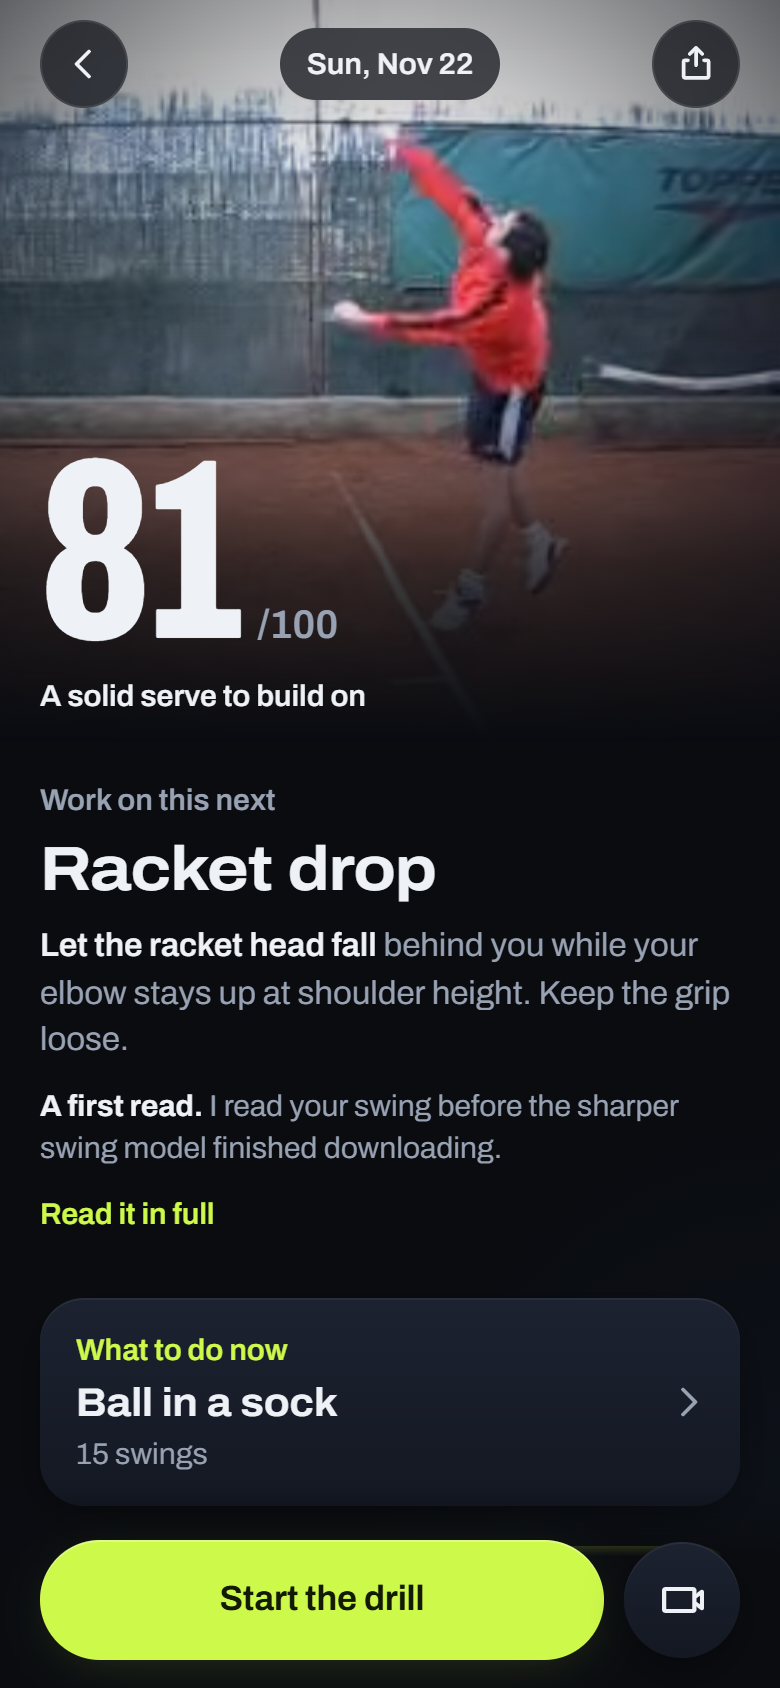 Sun, Nov 22
81 /100
A solid serve to build on
Work on this next
Racket drop
Let the racket head fall behind you while your
elbow stays up at shoulder height. Keep the grip
loose.
A first read. I read your swing before the sharper
swing model finished downloading.
Read it in full
What to do now
Ball in a sock
15 swings
Start the drill